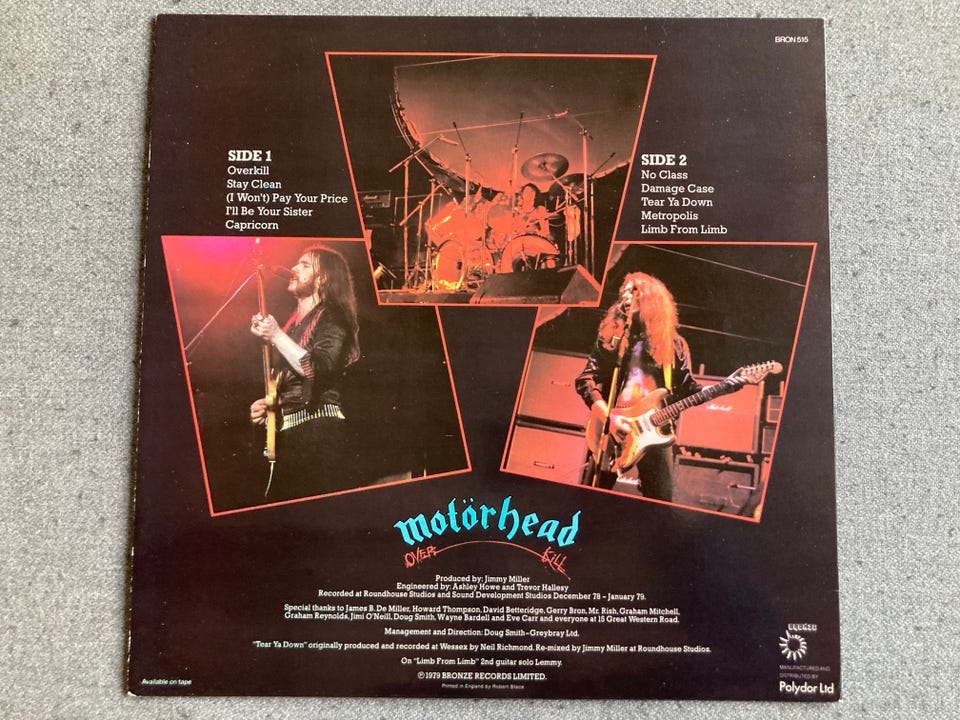 BRON 515
SIDE 1
Overkill
Stay Clean
(I Won't) Pay Your Price
I'll Be Your Sister
Capricorn
SIDE 2
No Class
Damage Case
Tear Ya Down
Metropolis
Limb From Limb
Marshall
motörhead
OVER KILL
Produced by: Jimmy Miller
Engineered by: Ashley Howe and Trevor Hallesy
Recorded at Roundhouse Studios and Sound Development Studios December 78 – January 79.
Special thanks to James B. De Miller, Howard Thompson, David Betteridge, Gerry Bron, Mr. Rish, Graham Mitchell,
Graham Reynolds, Jimi O'Neill, Doug Smith, Wayne Bardell and Eve Carr and everyone at 15 Great Western Road.
Management and Direction: Doug Smith–Greybray Ltd.
"Tear Ya Down" originally produced and recorded at Wessex by Neil Richmond. Re-mixed by Jimmy Miller at Roundhouse Studios.
On "Limb From Limb" 2nd guitar solo Lemmy.
℗ 1979 BRONZE RECORDS LIMITED.
Printed in England by Robert Stace
Available on tape
BRONZE
MANUFACTURED AND
DISTRIBUTED BY
Polydor Ltd